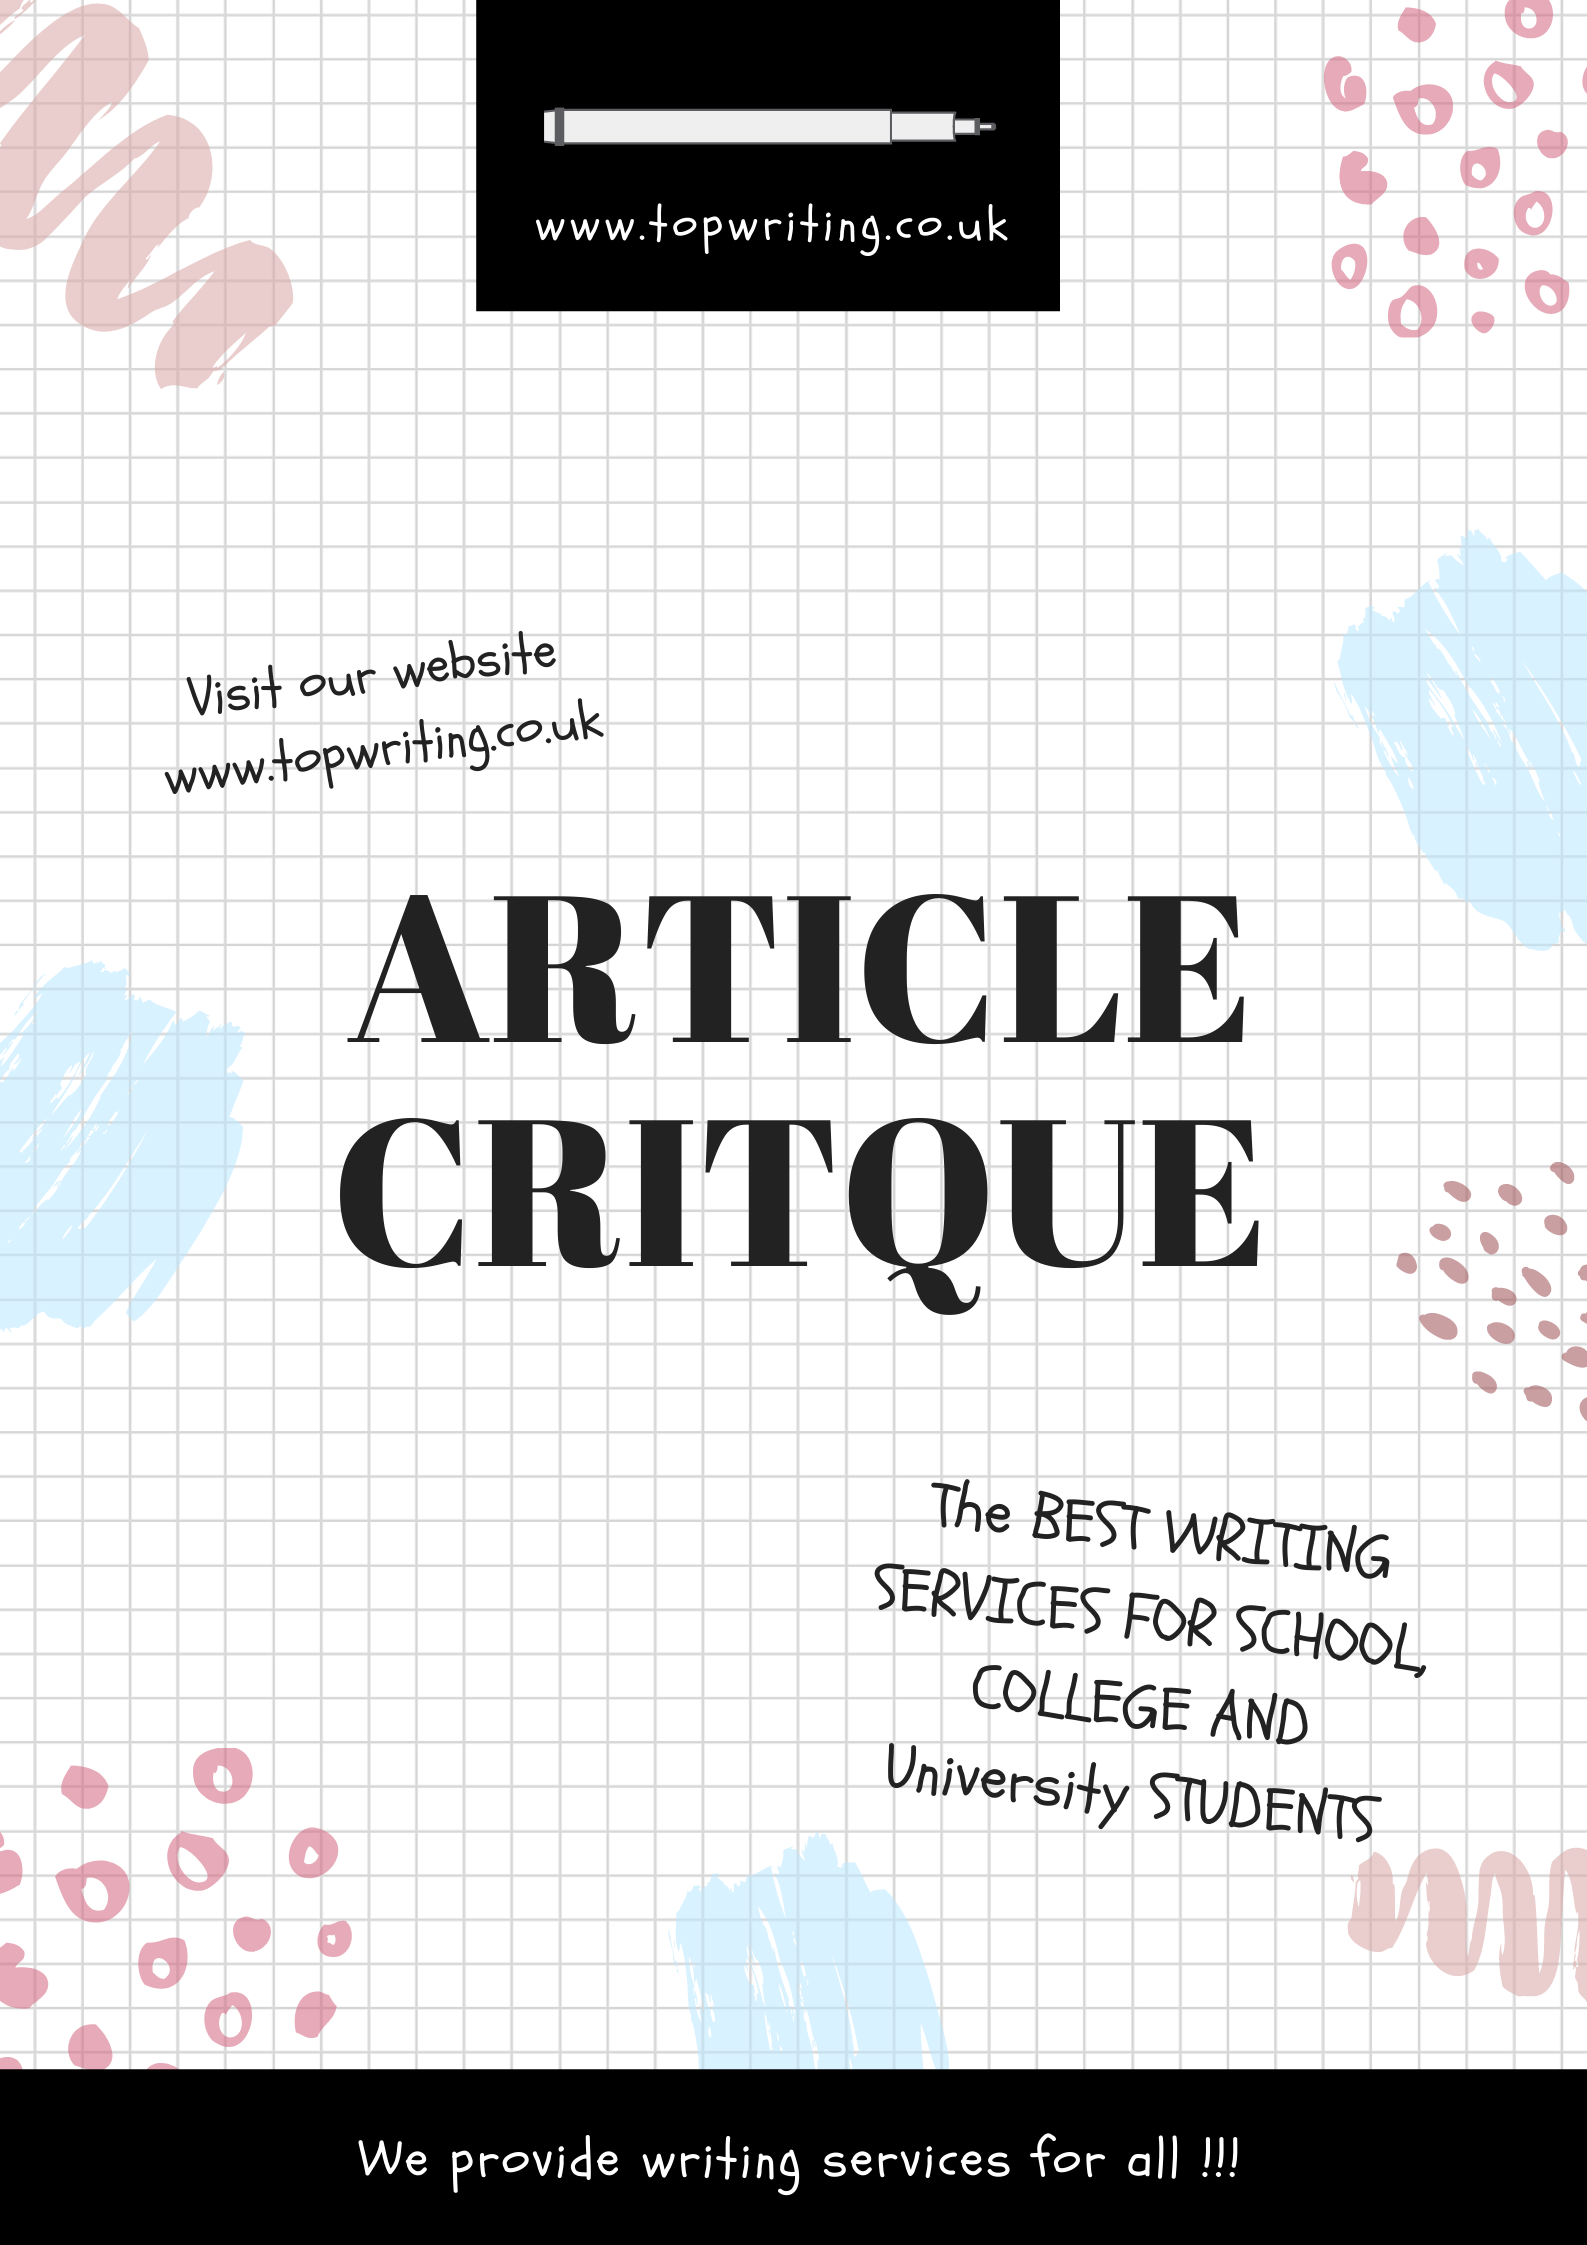 www.topwriting.co.uk
Visit our website
www.topwriting.co.uk
ARTICLE
CRITQUE
The BEST WRITING
SERVICES FOR SCHOOL,
COLLEGE AND
University STUDENTS
We provide writing services for all !!!